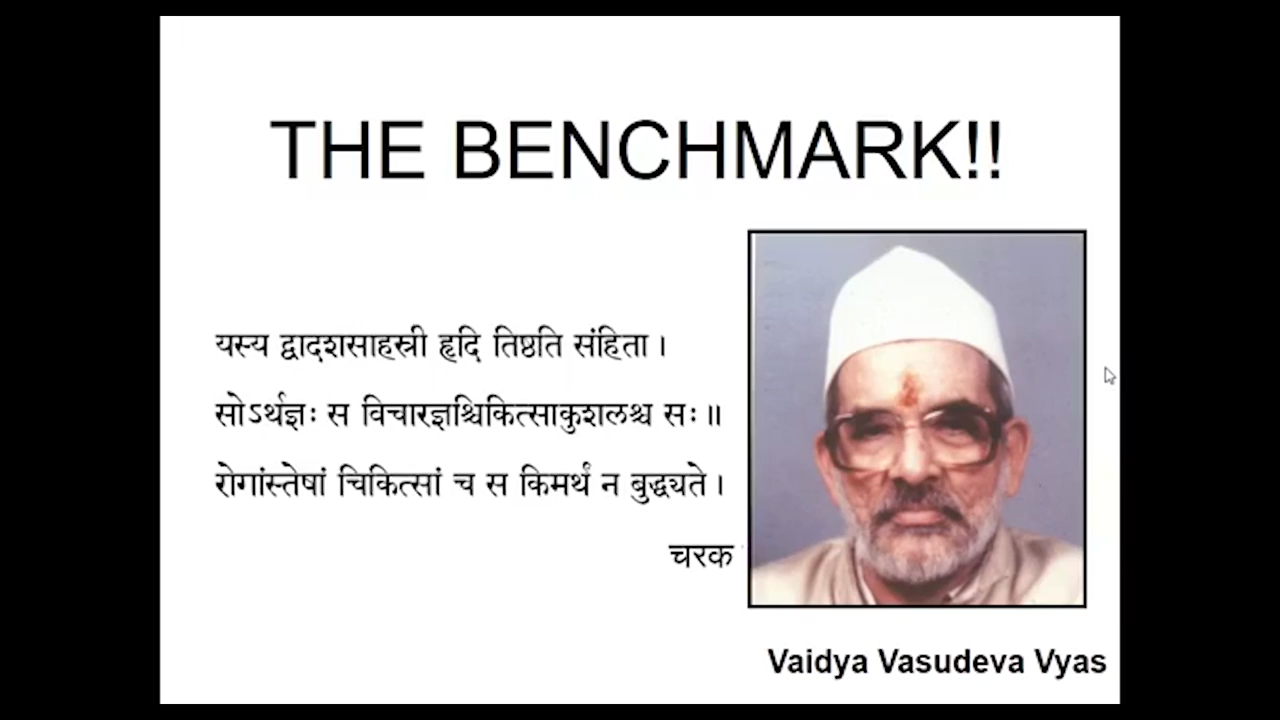 THE BENCHMARK!!
यस्य द्वादशसाहस्री हृदि तिष्ठति संहिता ।
सोऽर्थज्ञः स विचारज्ञश्चिकित्साकुशलश्च सः ॥
रोगांस्तेषां चिकित्सां च स किमर्थं न बुद्ध्यते ।
चरक
Vaidya Vasudeva Vyas